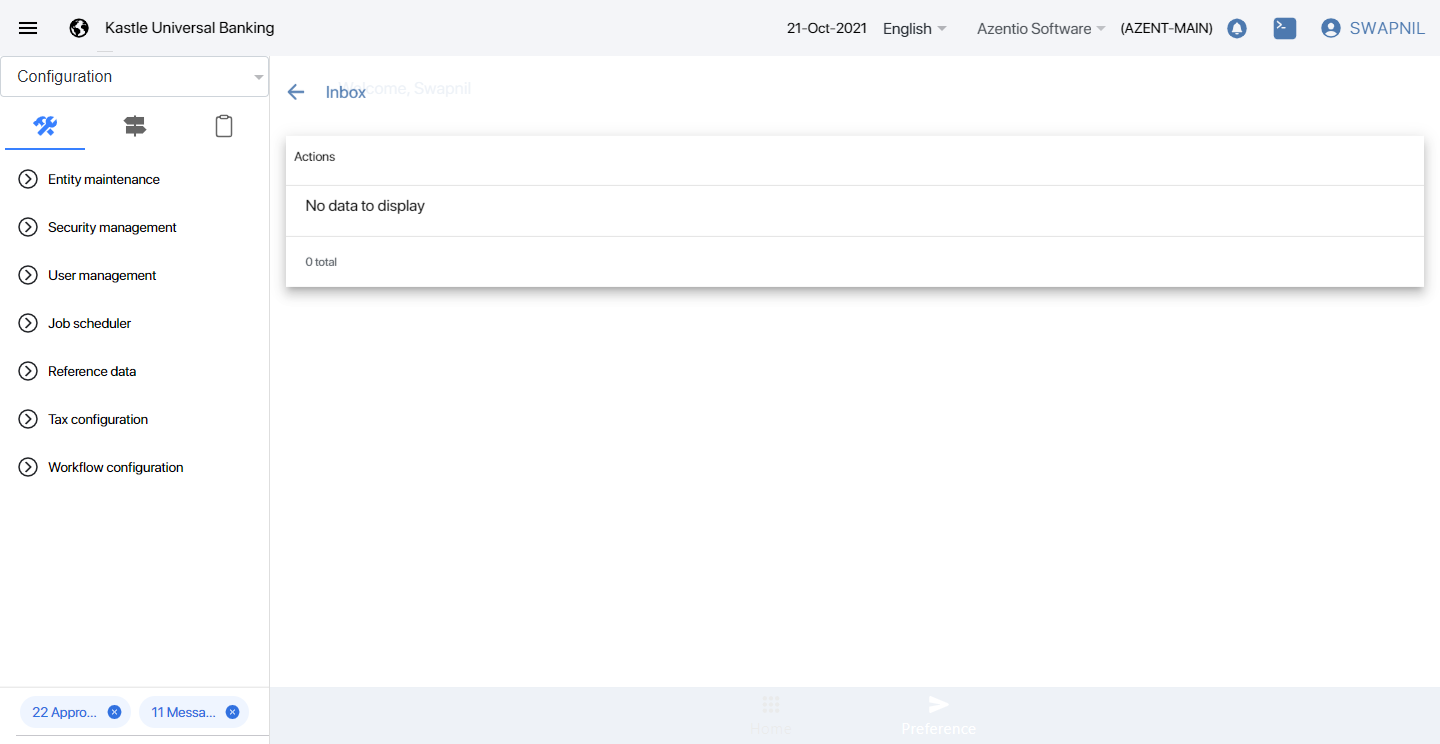 Kastle Universal Banking
21-Oct-2021 English Azentio Software (AZENT-MAIN) SWAPNIL
Configuration
Inbox
Welcome, Swapnil
Actions
No data to display
0 total
Entity maintenance
Security management
User management
Job scheduler
Reference data
Tax configuration
Workflow configuration
22 Appro... 11 Messa...
Home Preference